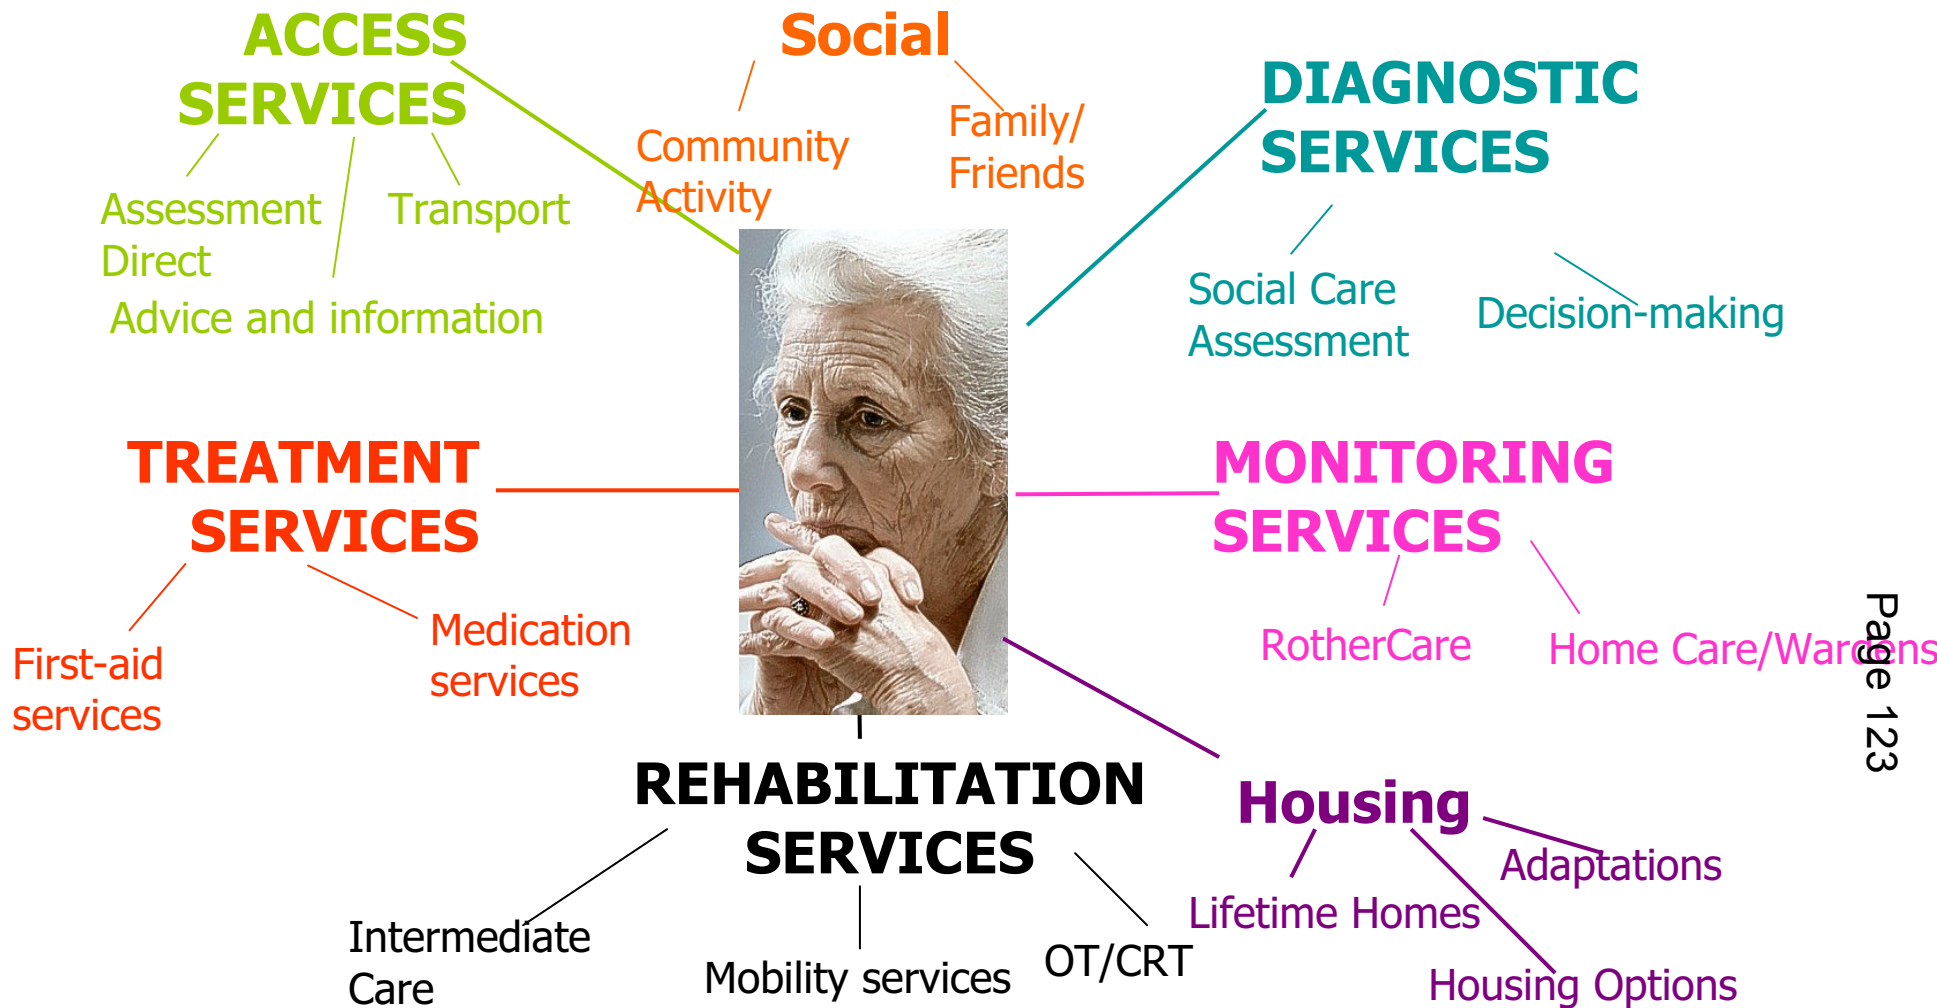 ACCESS
SERVICES
Assessment
Direct
Transport
Advice and information
Social
Community
Activity
Family/
Friends
DIAGNOSTIC
SERVICES
Social Care
Assessment
Decision-making
TREATMENT
SERVICES
First-aid
services
Medication
services
MONITORING
SERVICES
RotherCare
Home Care/Wardens
REHABILITATION
SERVICES
Intermediate
Care
Mobility services
OT/CRT
Housing
Adaptations
Lifetime Homes
Housing Options
Page 123